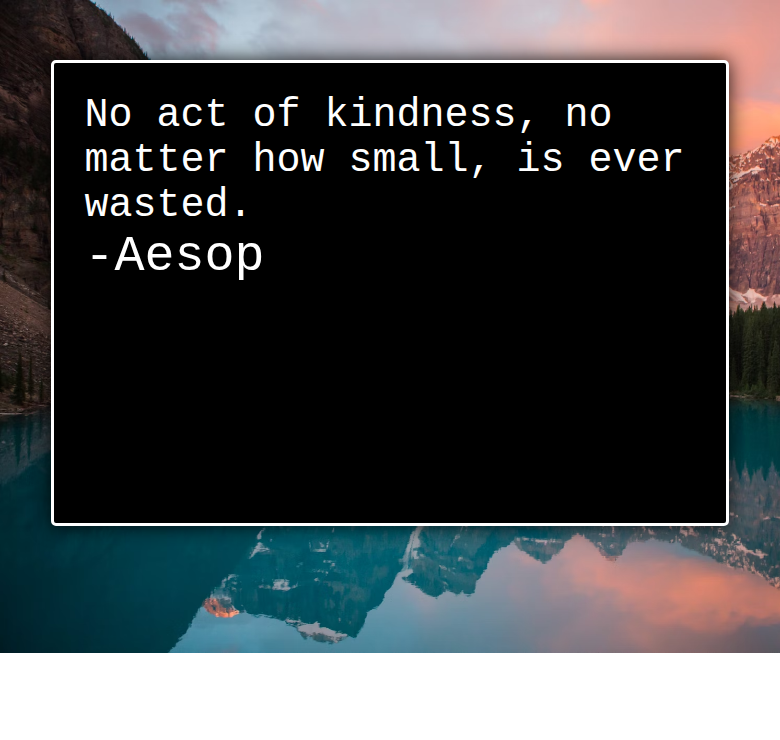 No act of kindness, no
matter how small, is ever
wasted.
-Aesop